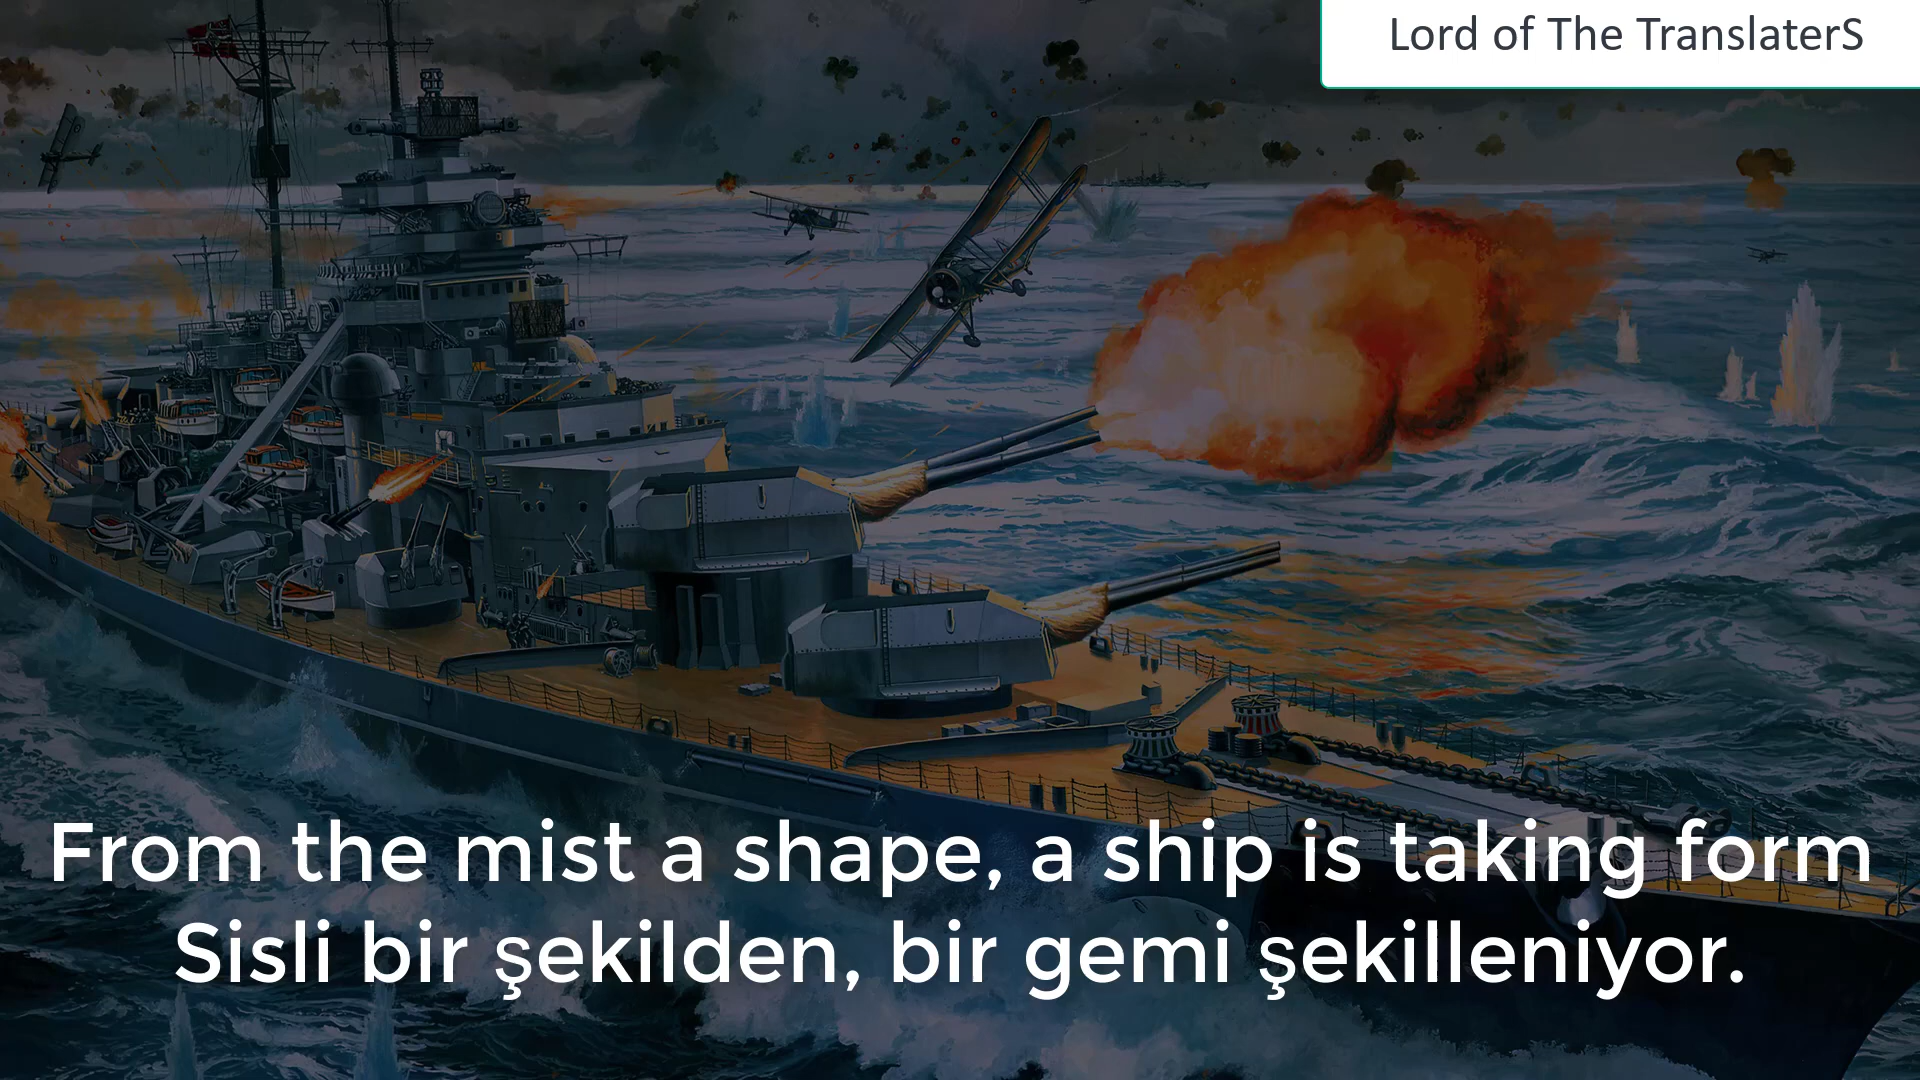 Lord of The TranslaterS
From the mist a shape, a ship is taking form
Sisli bir şekilden, bir gemi şekilleniyor.